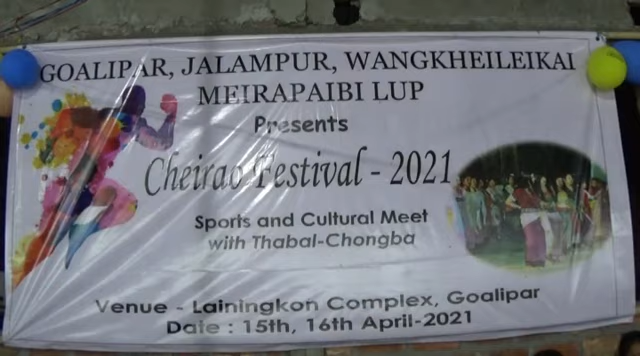 GOALIPAR, JALAMPUR, WANGKHEILEIKAI
MEIRAPAIBI LUP
Presents
Cheirao Festival - 2021
Sports and Cultural Meet
with Thabal-Chongba
Venue - Lainingkon Complex, Goalipar
Date : 15th, 16th April-2021